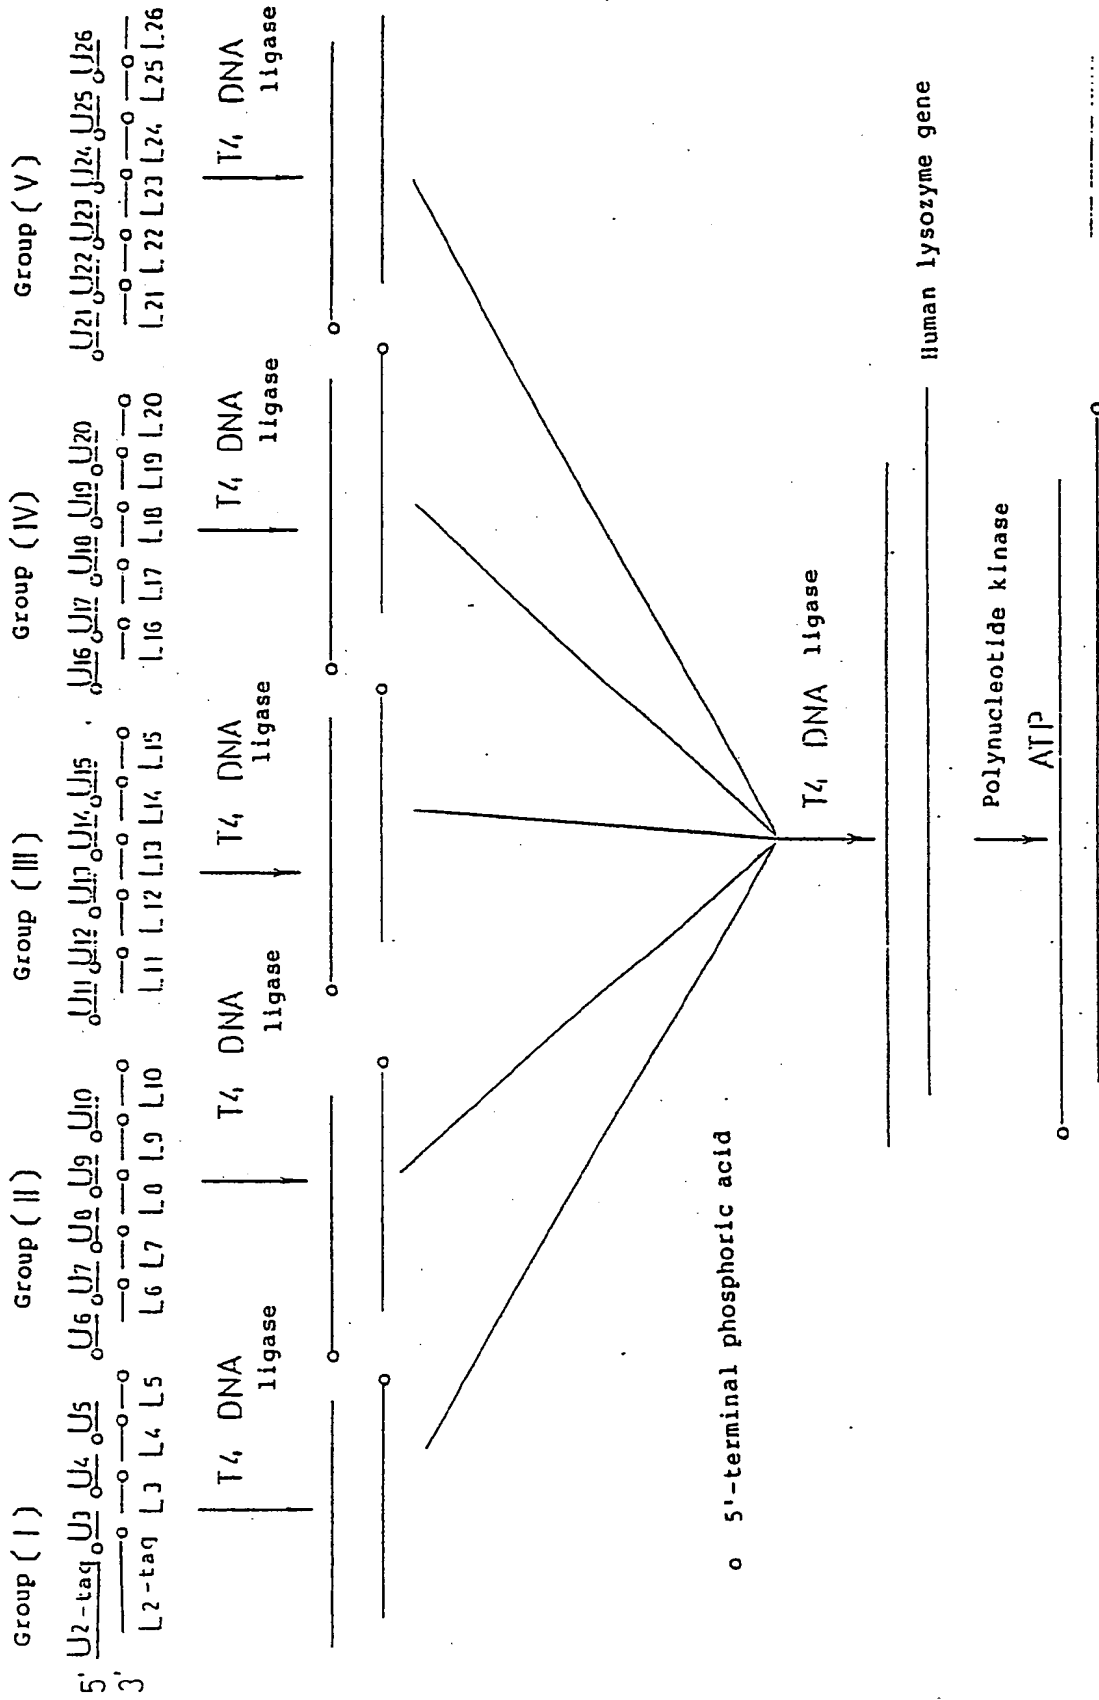 Group (I) Group (II) Group (III) Group (IV) Group (V)
5' U2-taq U3 U4 U5 U6 U7 U8 U9 U10 U11 U12 U13 U14 U15 U16 U17 U18 U19 U20 U21 U22 U23 U24 U25 U26
3'
L2-taq L3 L4 L5 L6 L7 L8 L9 L10 L11 L12 L13 L14 L15 L16 L17 L18 L19 L20 L21 L22 L23 L24 L25 L26
T4 DNA T4 DNA T4 DNA T4 DNA T4 DNA
ligase ligase ligase ligase ligase
o 5'-terminal phosphoric acid
T4 DNA ligase
Human lysozyme gene
Polynucleotide kinase
ATP